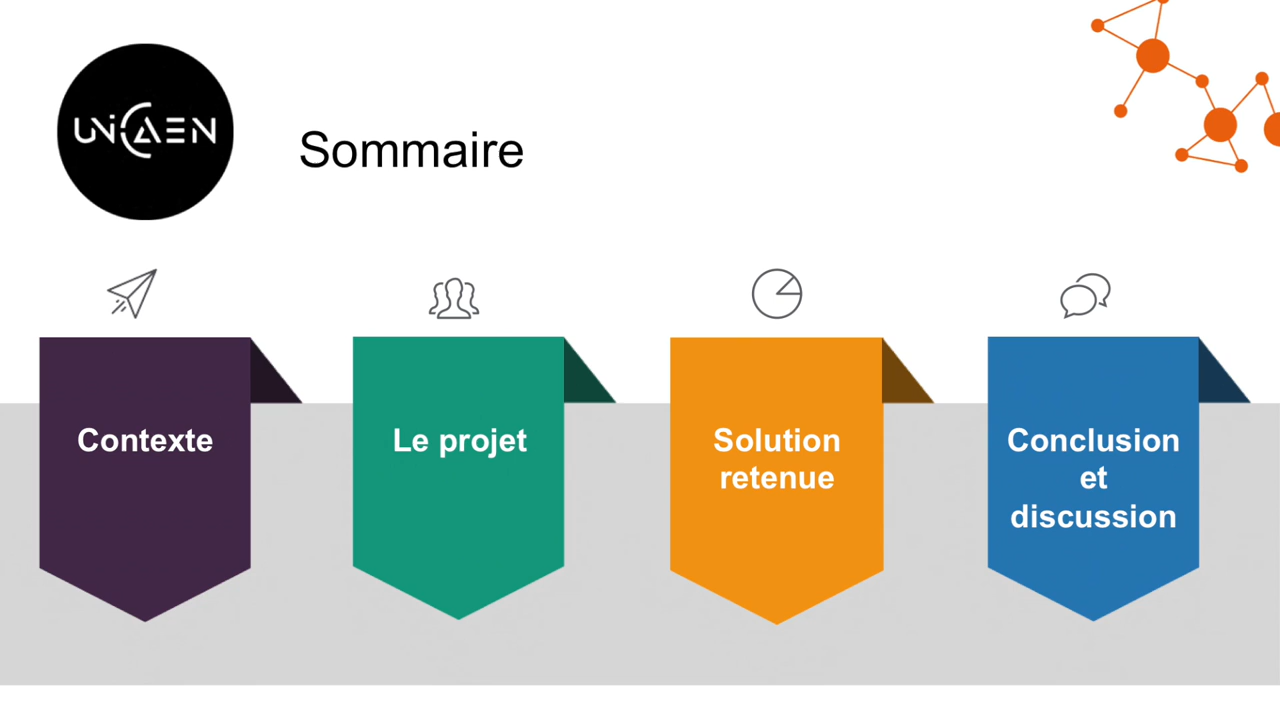 UNICAEN
Sommaire
Contexte
Le projet
Solution
retenue
Conclusion
et
discussion